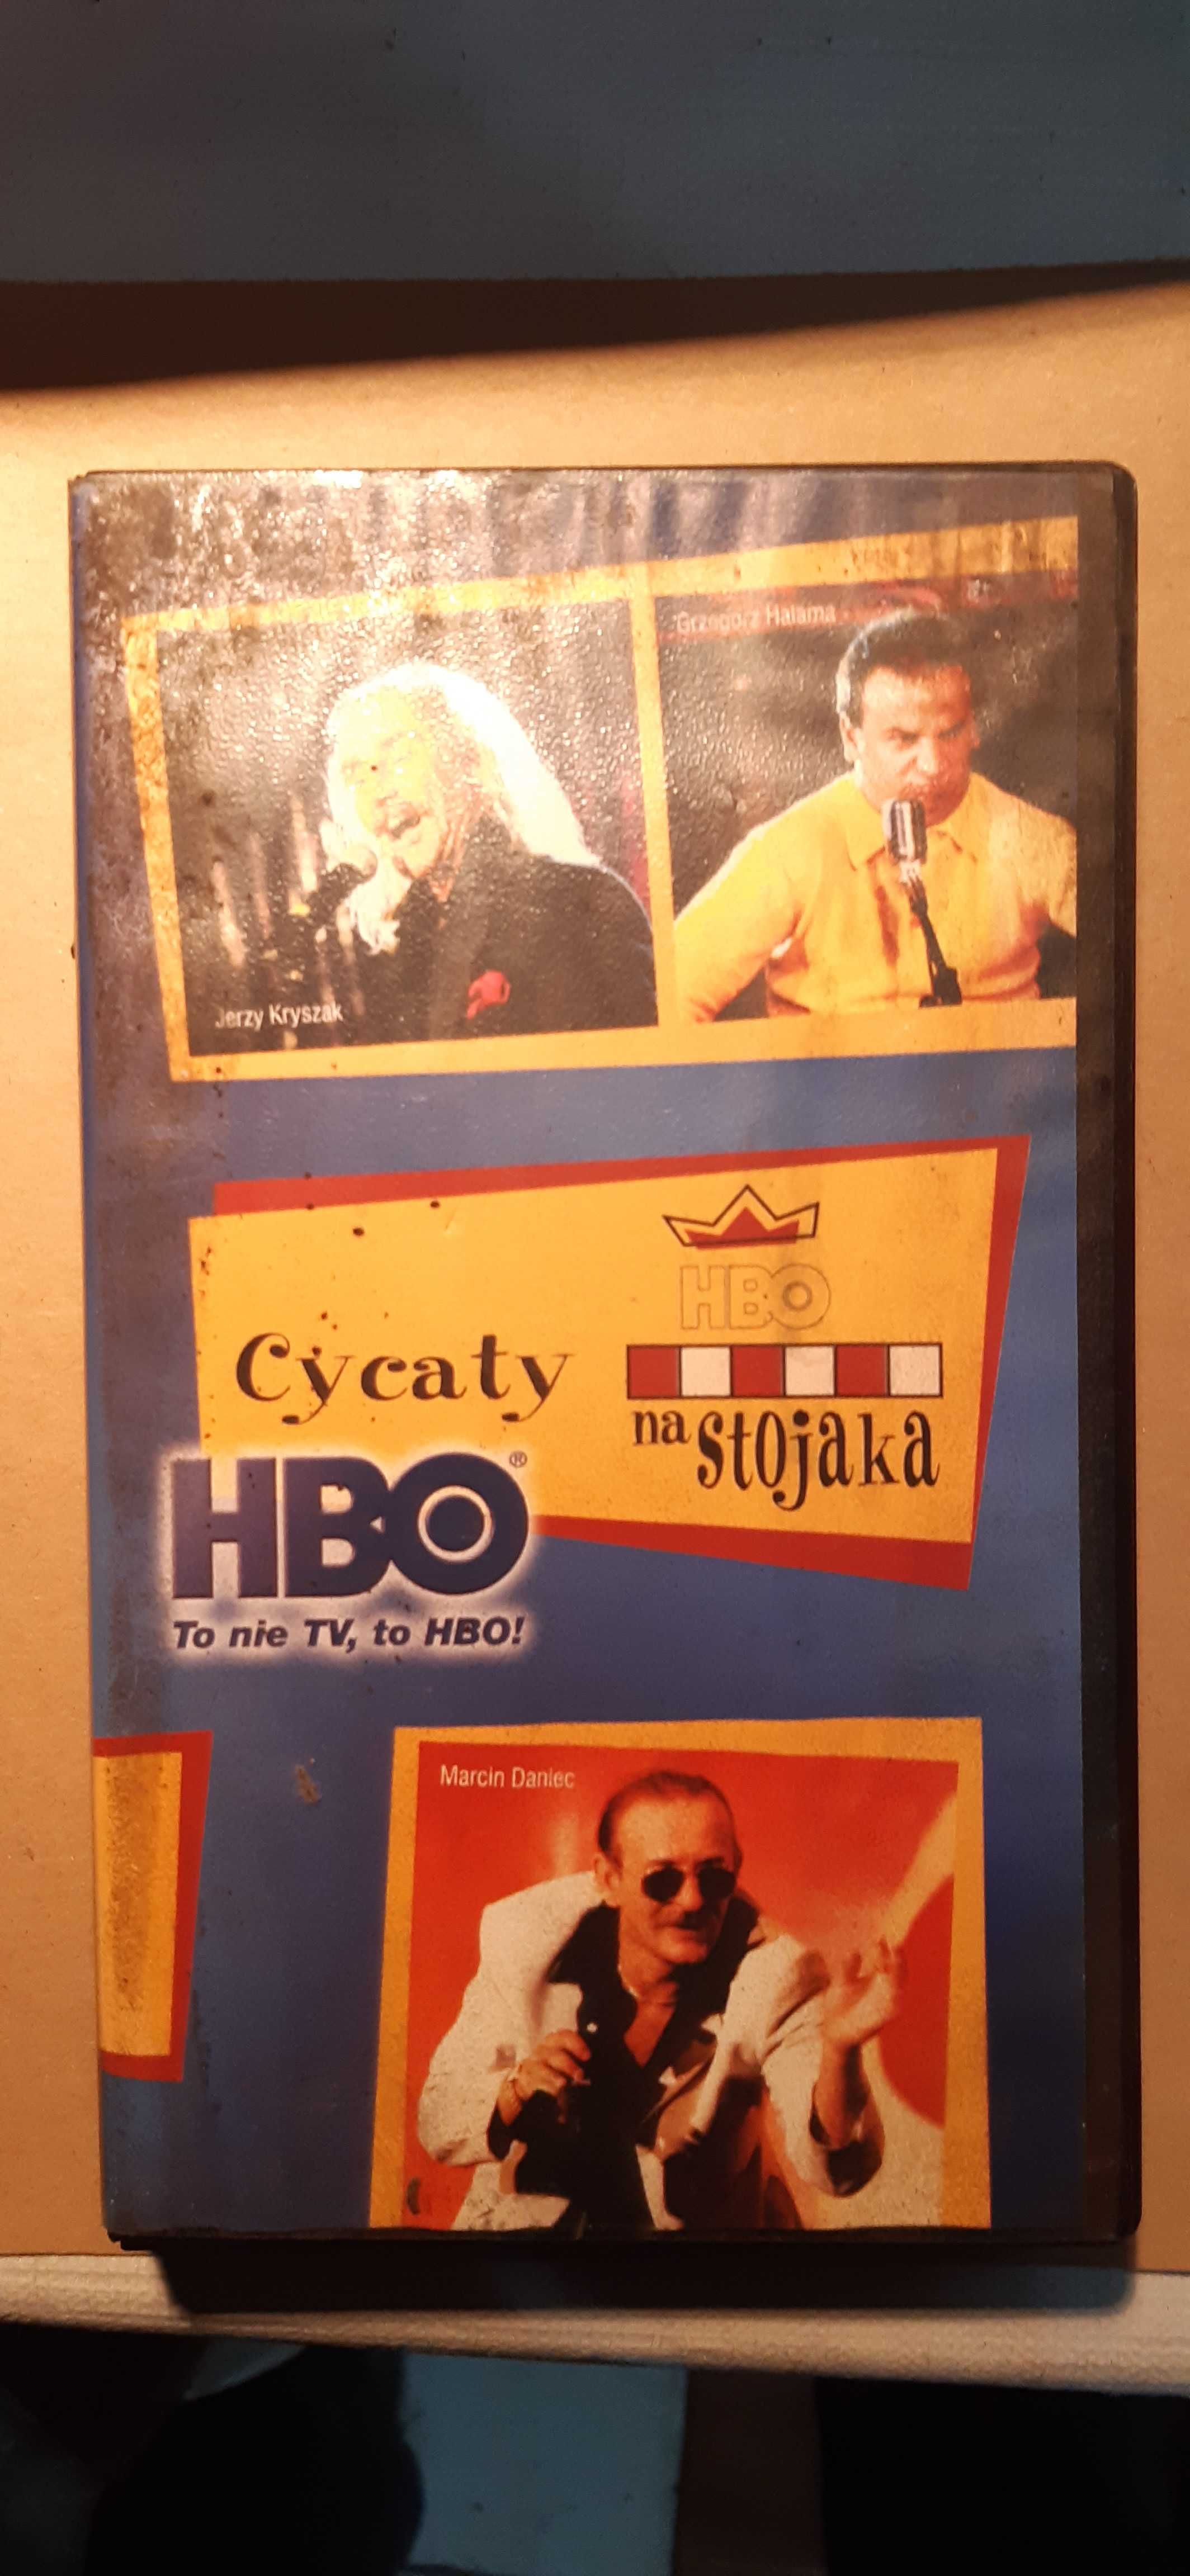 Grzegorz Halama
Jerzy Kryszak
HBO
Cycaty
na stojaka
HBO®
To nie TV, to HBO!
Marcin Daniec